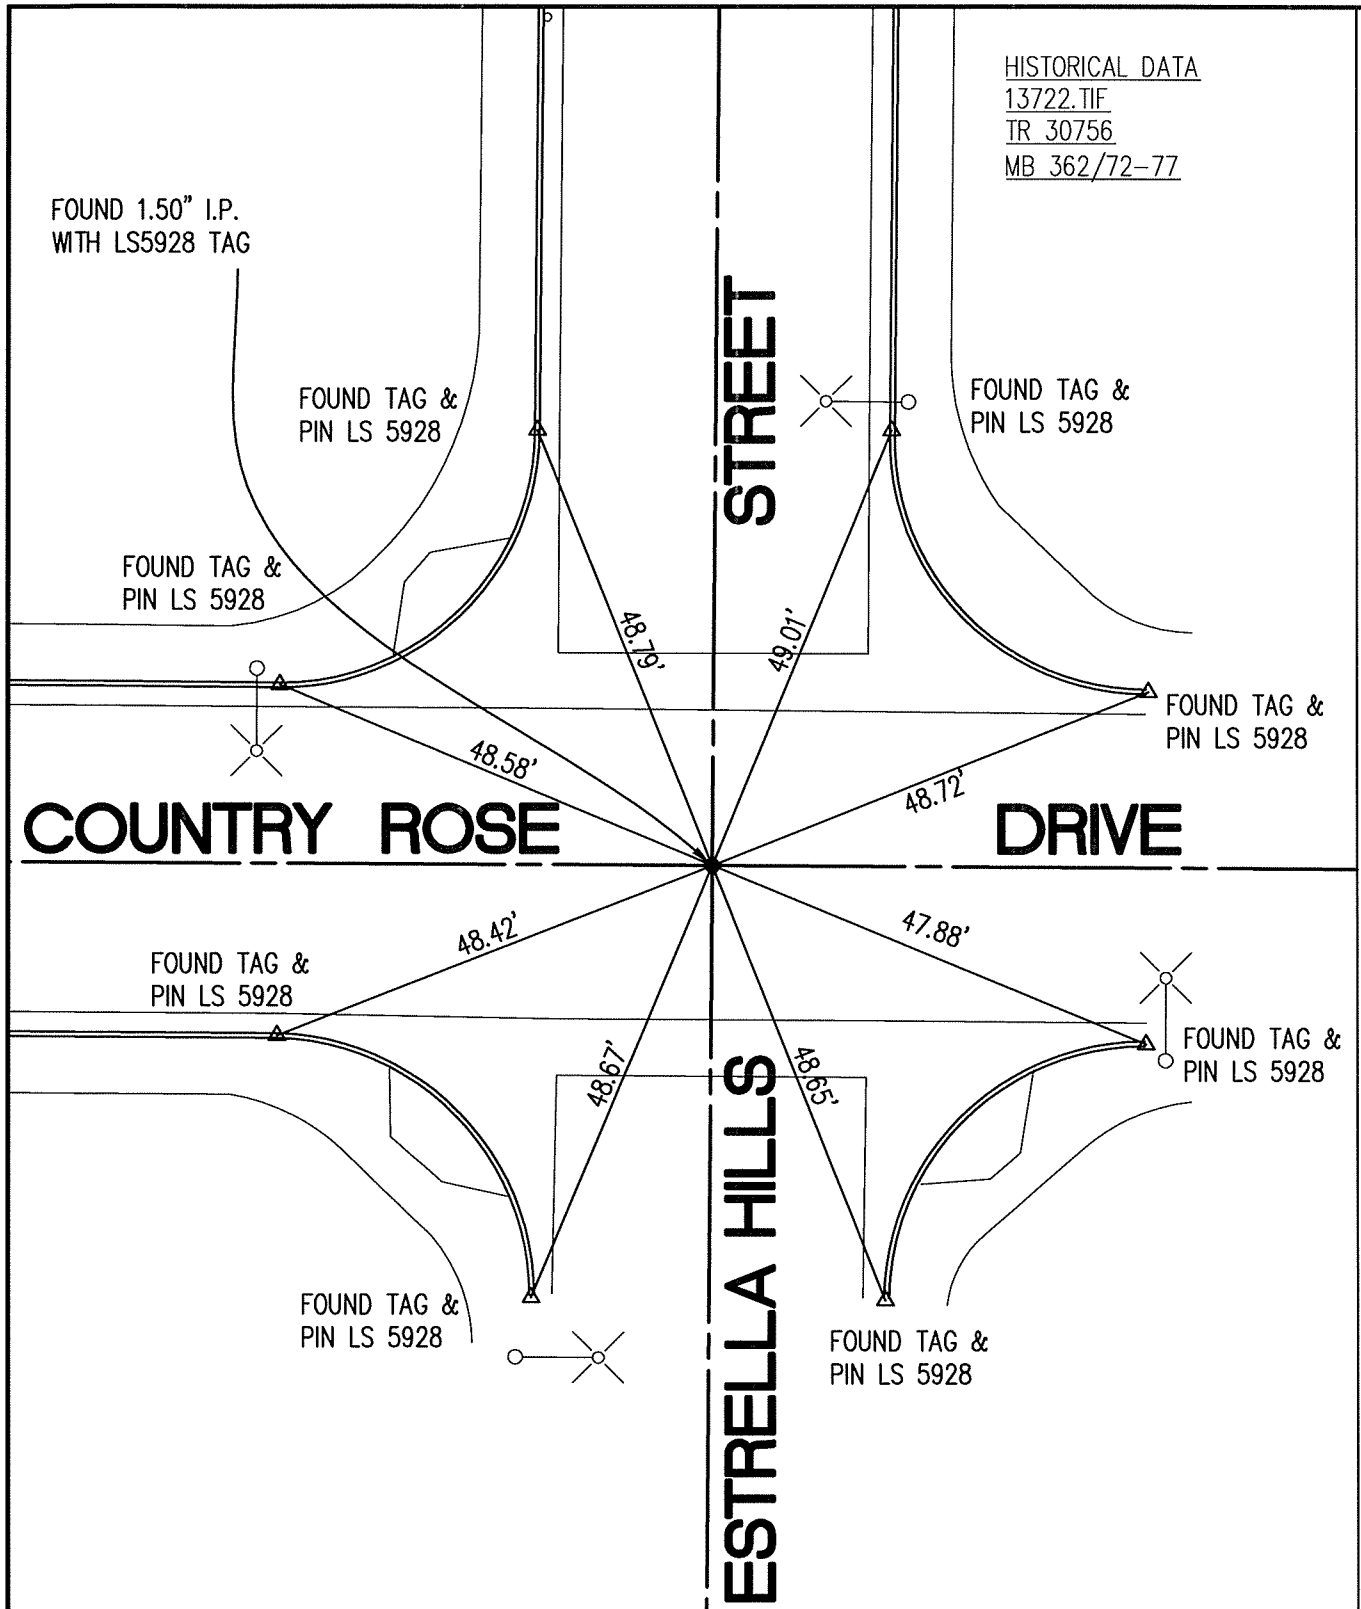 HISTORICAL DATA
13722.TIF
TR 30756
MB 362/72-77
FOUND 1.50" I.P.
WITH LS5928 TAG
FOUND TAG &
PIN LS 5928
STREET
FOUND TAG &
PIN LS 5928
FOUND TAG &
PIN LS 5928
48.79'
49.01'
FOUND TAG &
PIN LS 5928
48.58'
48.72'
COUNTRY ROSE
DRIVE
48.42'
47.88'
FOUND TAG &
PIN LS 5928
FOUND TAG &
PIN LS 5928
48.67'
48.65'
ESTRELLA HILLS
FOUND TAG &
PIN LS 5928
FOUND TAG &
PIN LS 5928